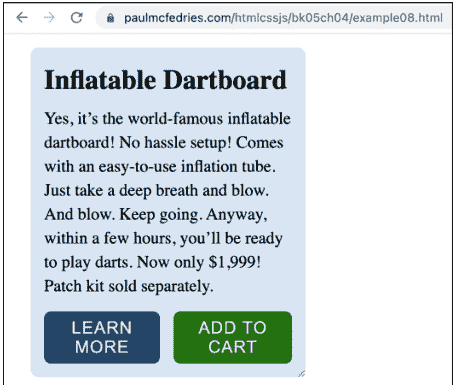 paulmcfedries.com/htmlcssjs/bk05ch04/example08.html
Inflatable Dartboard
Yes, it’s the world-famous inflatable
dartboard! No hassle setup! Comes
with an easy-to-use inflation tube.
Just take a deep breath and blow.
And blow. Keep going. Anyway,
within a few hours, you’ll be ready
to play darts. Now only $1,999!
Patch kit sold separately.
LEARN
MORE
ADD TO
CART